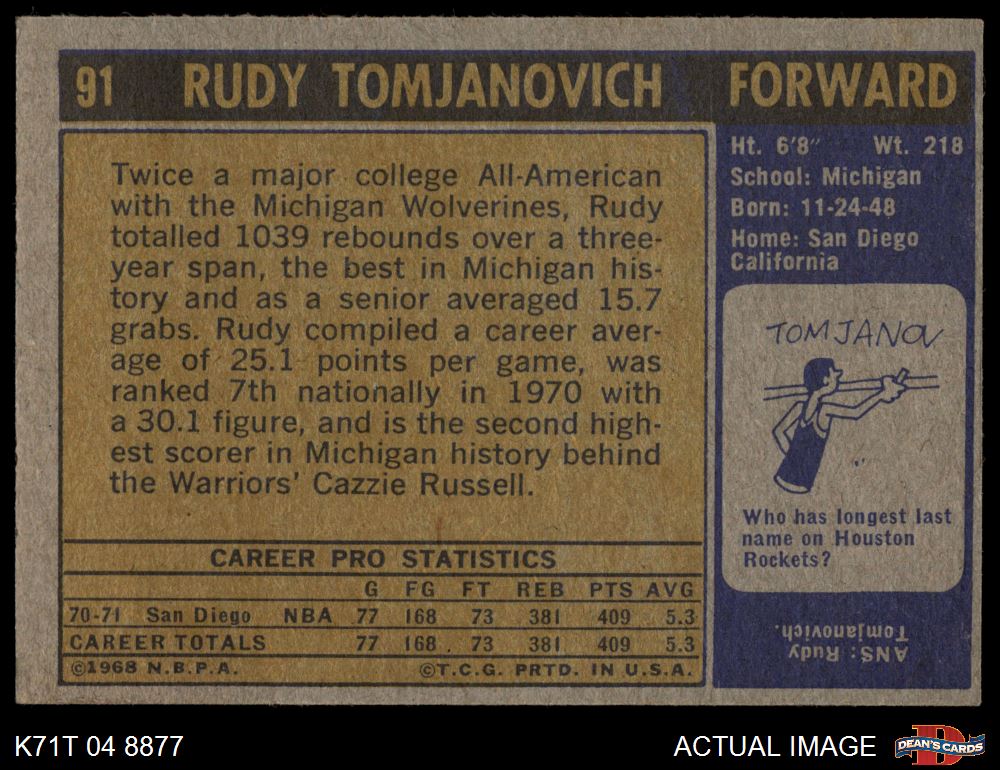 91 RUDY TOMJANOVICH FORWARD
Twice a major college All-American
with the Michigan Wolverines, Rudy
totalled 1039 rebounds over a three-
year span, the best in Michigan his-
tory and as a senior averaged 15.7
grabs. Rudy compiled a career aver-
age of 25.1 points per game, was
ranked 7th nationally in 1970 with
a 30.1 figure, and is the second high-
est scorer in Michigan history behind
the Warriors' Cazzie Russell.
CAREER PRO STATISTICS
G FG FT REB PTS AVG
70-71 San Diego NBA 77 168 73 381 409 5.3
CAREER TOTALS 77 168 73 381 409 5.3
©1968 N.B.P.A. ©T.C.G. PRTD. IN U.S.A.
Ht. 6'8" Wt. 218
School: Michigan
Born: 11-24-48
Home: San Diego
California
TOMJANOV
Who has longest last
name on Houston
Rockets?
ANS: Rudy
Tomjanovich.
K71T 04 8877
ACTUAL IMAGE
D
DEAN'S CARDS